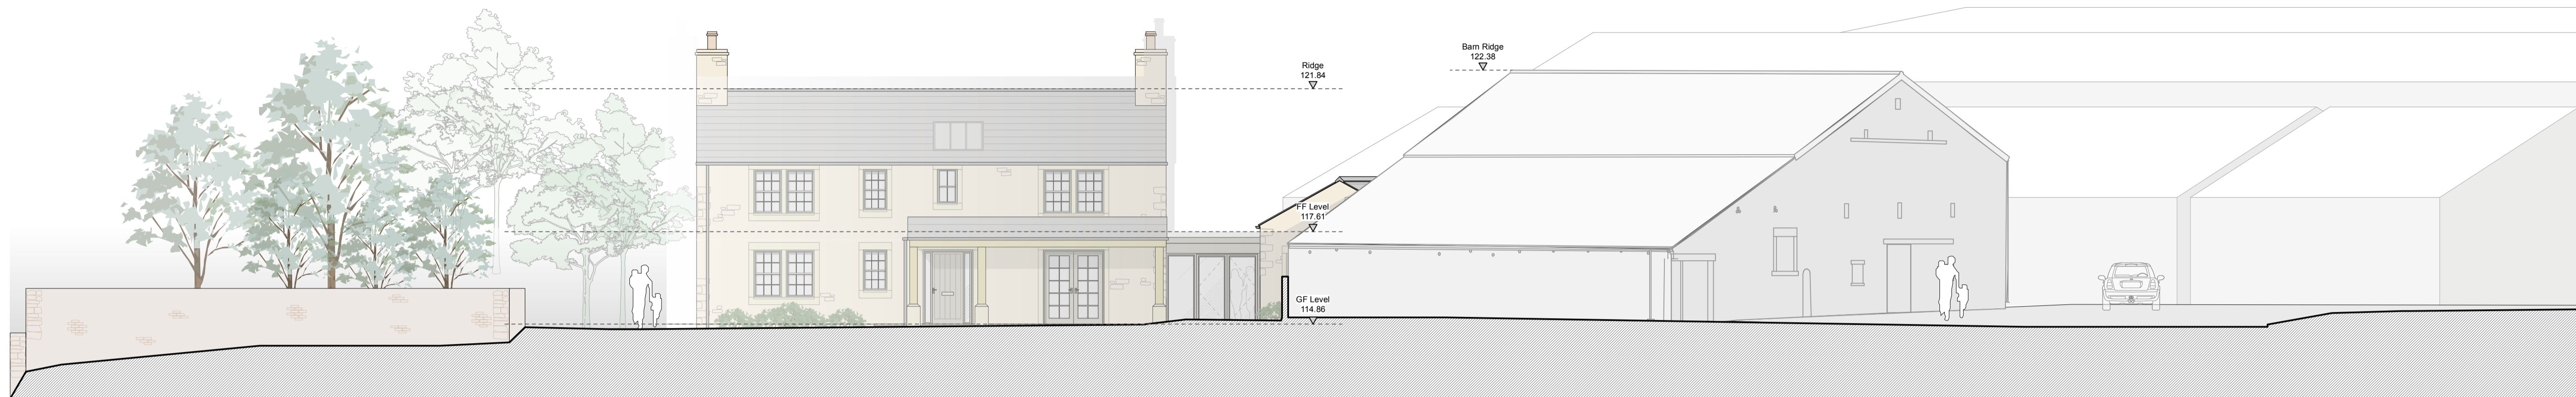 Barn Ridge
122.38
Ridge
121.84
FF Level
117.61
GF Level
114.86